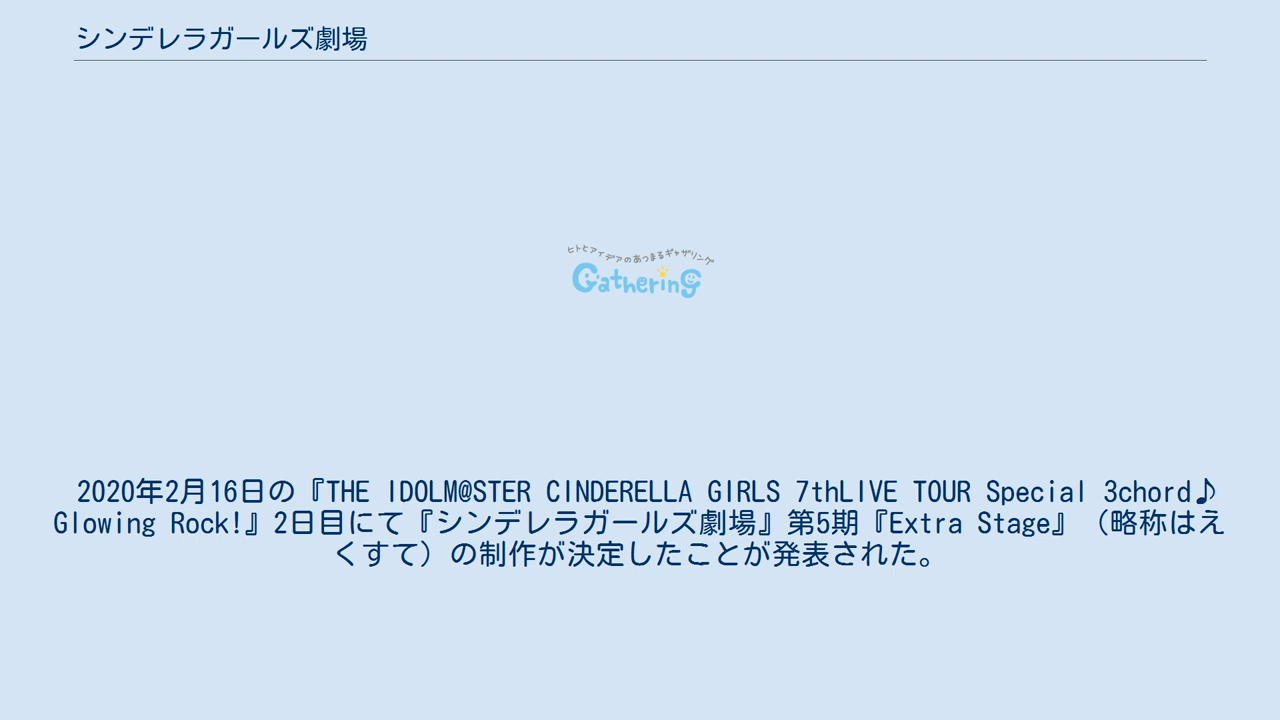 シンデレラガールズ劇場
ヒトとアイデアのあつまるギャザリング
Gathering
2020年2月16日の『THE IDOLM@STER CINDERELLA GIRLS 7thLIVE TOUR Special 3chord♪
Glowing Rock!』2日目にて『シンデレラガールズ劇場』第5期『Extra Stage』（略称はえ
くすて）の制作が決定したことが発表された。